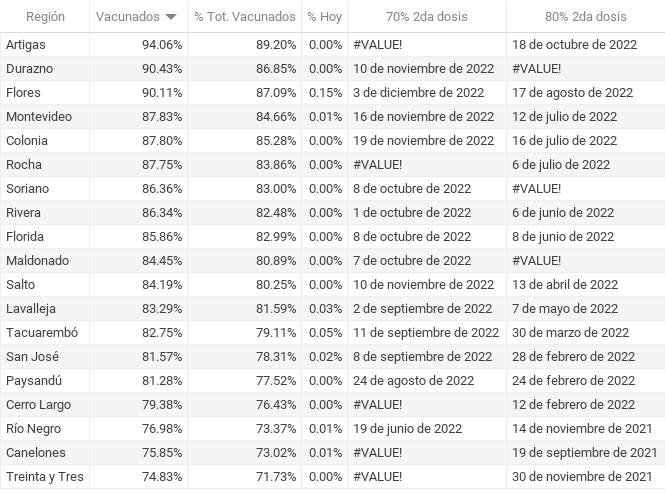 Región Vacunados % Tot. Vacunados % Hoy 70% 2da dosis 80% 2da dosis
Artigas 94.06% 89.20% 0.00% #VALUE! 18 de octubre de 2022
Durazno 90.43% 86.85% 0.00% 10 de noviembre de 2022 #VALUE!
Flores 90.11% 87.09% 0.15% 3 de diciembre de 2022 17 de agosto de 2022
Montevideo 87.83% 84.66% 0.01% 16 de noviembre de 2022 12 de julio de 2022
Colonia 87.80% 85.28% 0.00% 19 de noviembre de 2022 16 de julio de 2022
Rocha 87.75% 83.86% 0.00% #VALUE! 6 de julio de 2022
Soriano 86.36% 83.00% 0.00% 8 de octubre de 2022 #VALUE!
Rivera 86.34% 82.48% 0.00% 1 de octubre de 2022 6 de junio de 2022
Florida 85.86% 82.99% 0.00% 8 de octubre de 2022 8 de junio de 2022
Maldonado 84.45% 80.89% 0.00% 7 de octubre de 2022 #VALUE!
Salto 84.19% 80.25% 0.00% 10 de noviembre de 2022 13 de abril de 2022
Lavalleja 83.29% 81.59% 0.03% 2 de septiembre de 2022 7 de mayo de 2022
Tacuarembó 82.75% 79.11% 0.05% 11 de septiembre de 2022 30 de marzo de 2022
San José 81.57% 78.31% 0.02% 8 de septiembre de 2022 28 de febrero de 2022
Paysandú 81.28% 77.52% 0.00% 24 de agosto de 2022 24 de febrero de 2022
Cerro Largo 79.38% 76.43% 0.00% #VALUE! 12 de febrero de 2022
Río Negro 76.98% 73.37% 0.01% 19 de junio de 2022 14 de noviembre de 2021
Canelones 75.85% 73.02% 0.01% #VALUE! 19 de septiembre de 2021
Treinta y Tres 74.83% 71.73% 0.00% #VALUE! 30 de noviembre de 2021